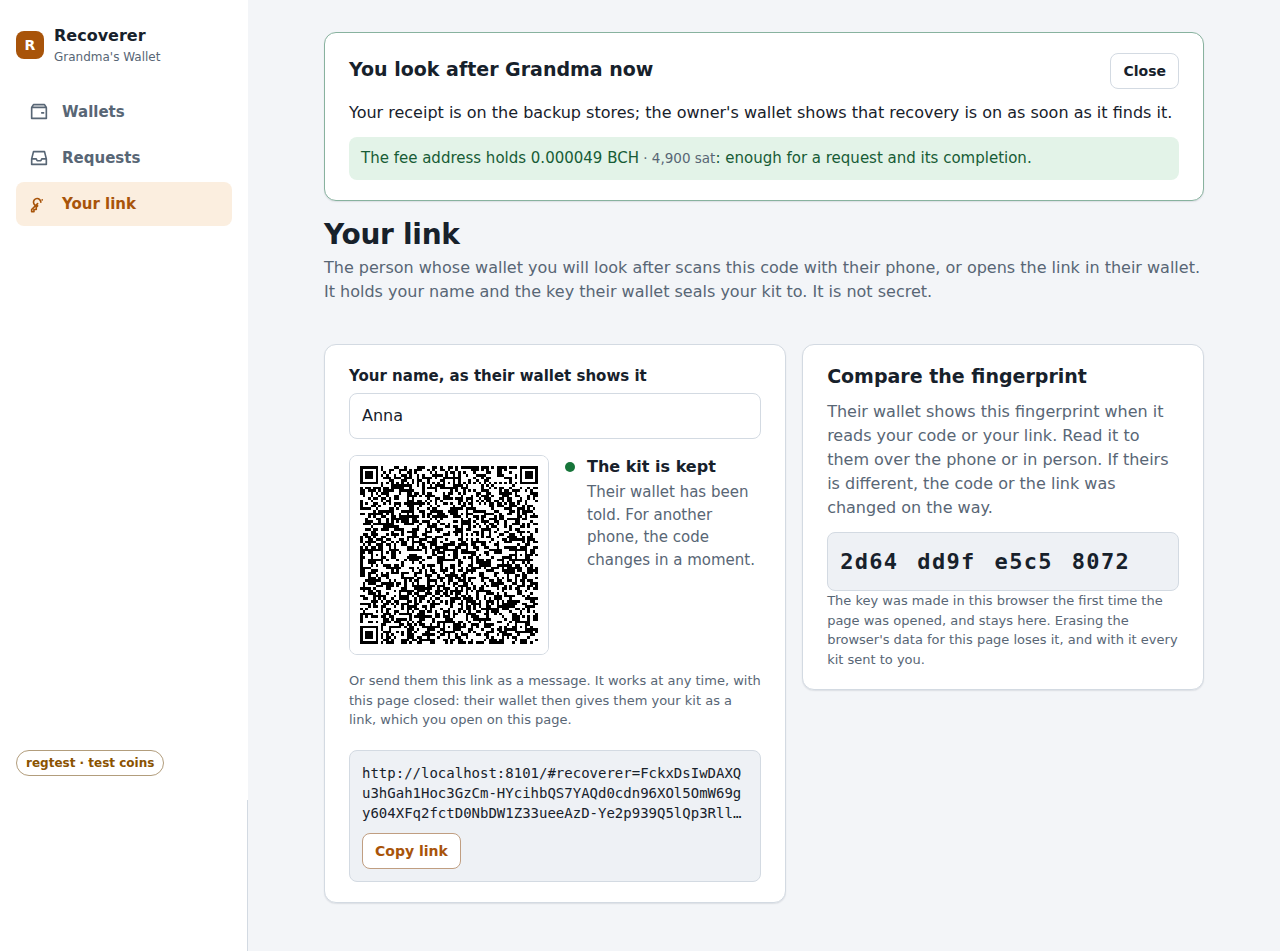 R
Recoverer
Grandma's Wallet
Wallets
Requests
Your link
regtest · test coins
You look after Grandma now
Close
Your receipt is on the backup stores; the owner's wallet shows that recovery is on as soon as it finds it.
The fee address holds 0.000049 BCH · 4,900 sat: enough for a request and its completion.
Your link
The person whose wallet you will look after scans this code with their phone, or opens the link in their wallet.
It holds your name and the key their wallet seals your kit to. It is not secret.
Your name, as their wallet shows it
Anna
The kit is kept
Their wallet has been
told. For another
phone, the code
changes in a moment.
Or send them this link as a message. It works at any time, with
this page closed: their wallet then gives them your kit as a
link, which you open on this page.
http://localhost:8101/#recoverer=FckxDsIwDAXQ
u3hGah1Hoc3GzCm-HYcihbQS7YAQd0cdn96XOl5OmW69g
y604XFq2fctD0NbDW1Z33ueeAzD-Ye2p939Q5lQp3Rll…
Copy link
Compare the fingerprint
Their wallet shows this fingerprint when it
reads your code or your link. Read it to
them over the phone or in person. If theirs
is different, the code or the link was
changed on the way.
2d64 dd9f e5c5 8072
The key was made in this browser the first time the
page was opened, and stays here. Erasing the
browser's data for this page loses it, and with it every
kit sent to you.